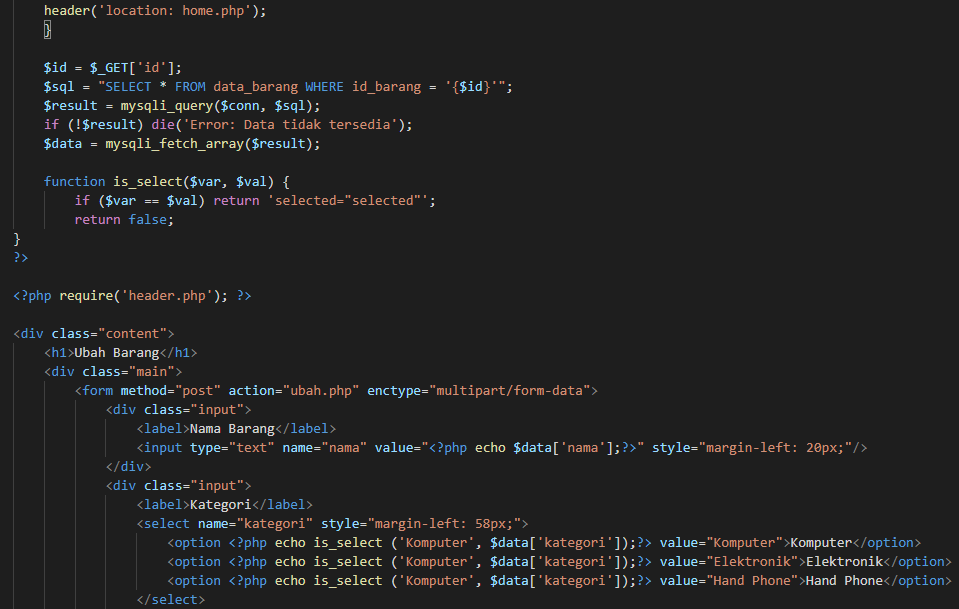 header('location: home.php');
}
$id = $_GET['id'];
$sql = "SELECT * FROM data_barang WHERE id_barang = '{$id}'";
$result = mysqli_query($conn, $sql);
if (!$result) die('Error: Data tidak tersedia');
$data = mysqli_fetch_array($result);
function is_select($var, $val) {
if ($var == $val) return 'selected="selected"';
return false;
}
?>
<?php require('header.php'); ?>
<div class="content">
<h1>Ubah Barang</h1>
<div class="main">
<form method="post" action="ubah.php" enctype="multipart/form-data">
<div class="input">
<label>Nama Barang</label>
<input type="text" name="nama" value="<?php echo $data['nama'];?>" style="margin-left: 20px;"/>
</div>
<div class="input">
<label>Kategori</label>
<select name="kategori" style="margin-left: 58px;">
<option <?php echo is_select ('Komputer', $data['kategori']);?> value="Komputer">Komputer</option>
<option <?php echo is_select ('Komputer', $data['kategori']);?> value="Elektronik">Elektronik</option>
<option <?php echo is_select ('Komputer', $data['kategori']);?> value="Hand Phone">Hand Phone</option>
</select>